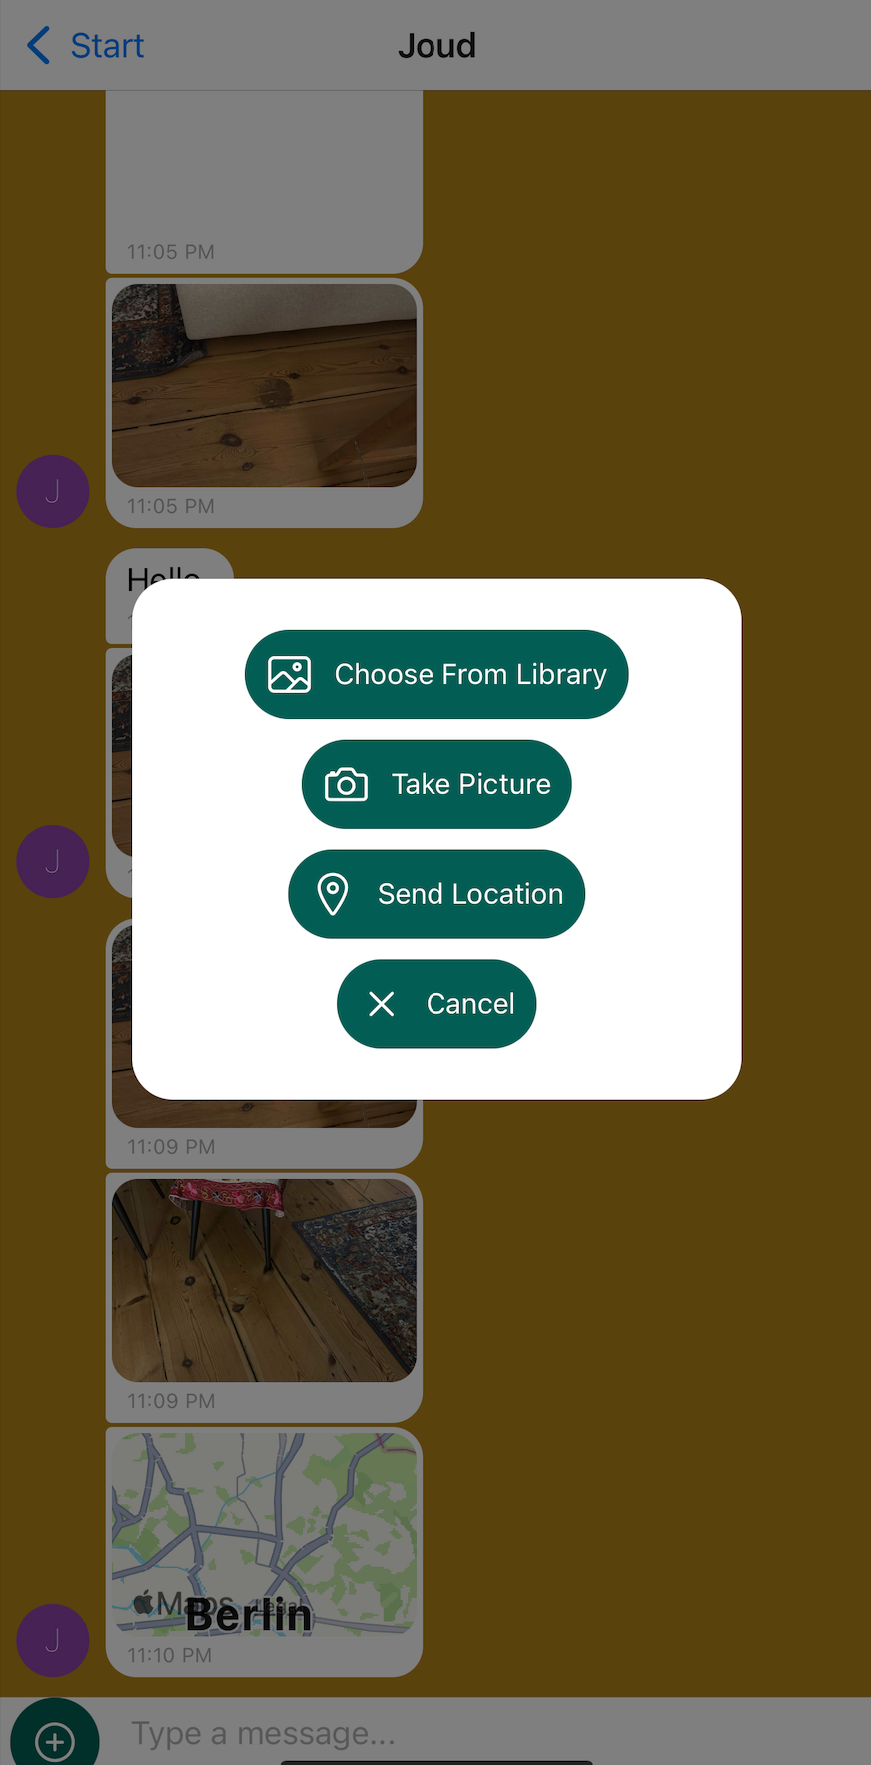 Start
Joud
11:05 PM
J
11:05 PM
Hello
Choose From Library
J
Take Picture
Send Location
Cancel
11:09 PM
11:09 PM
Maps
Legal
Berlin
J
11:10 PM
Type a message...